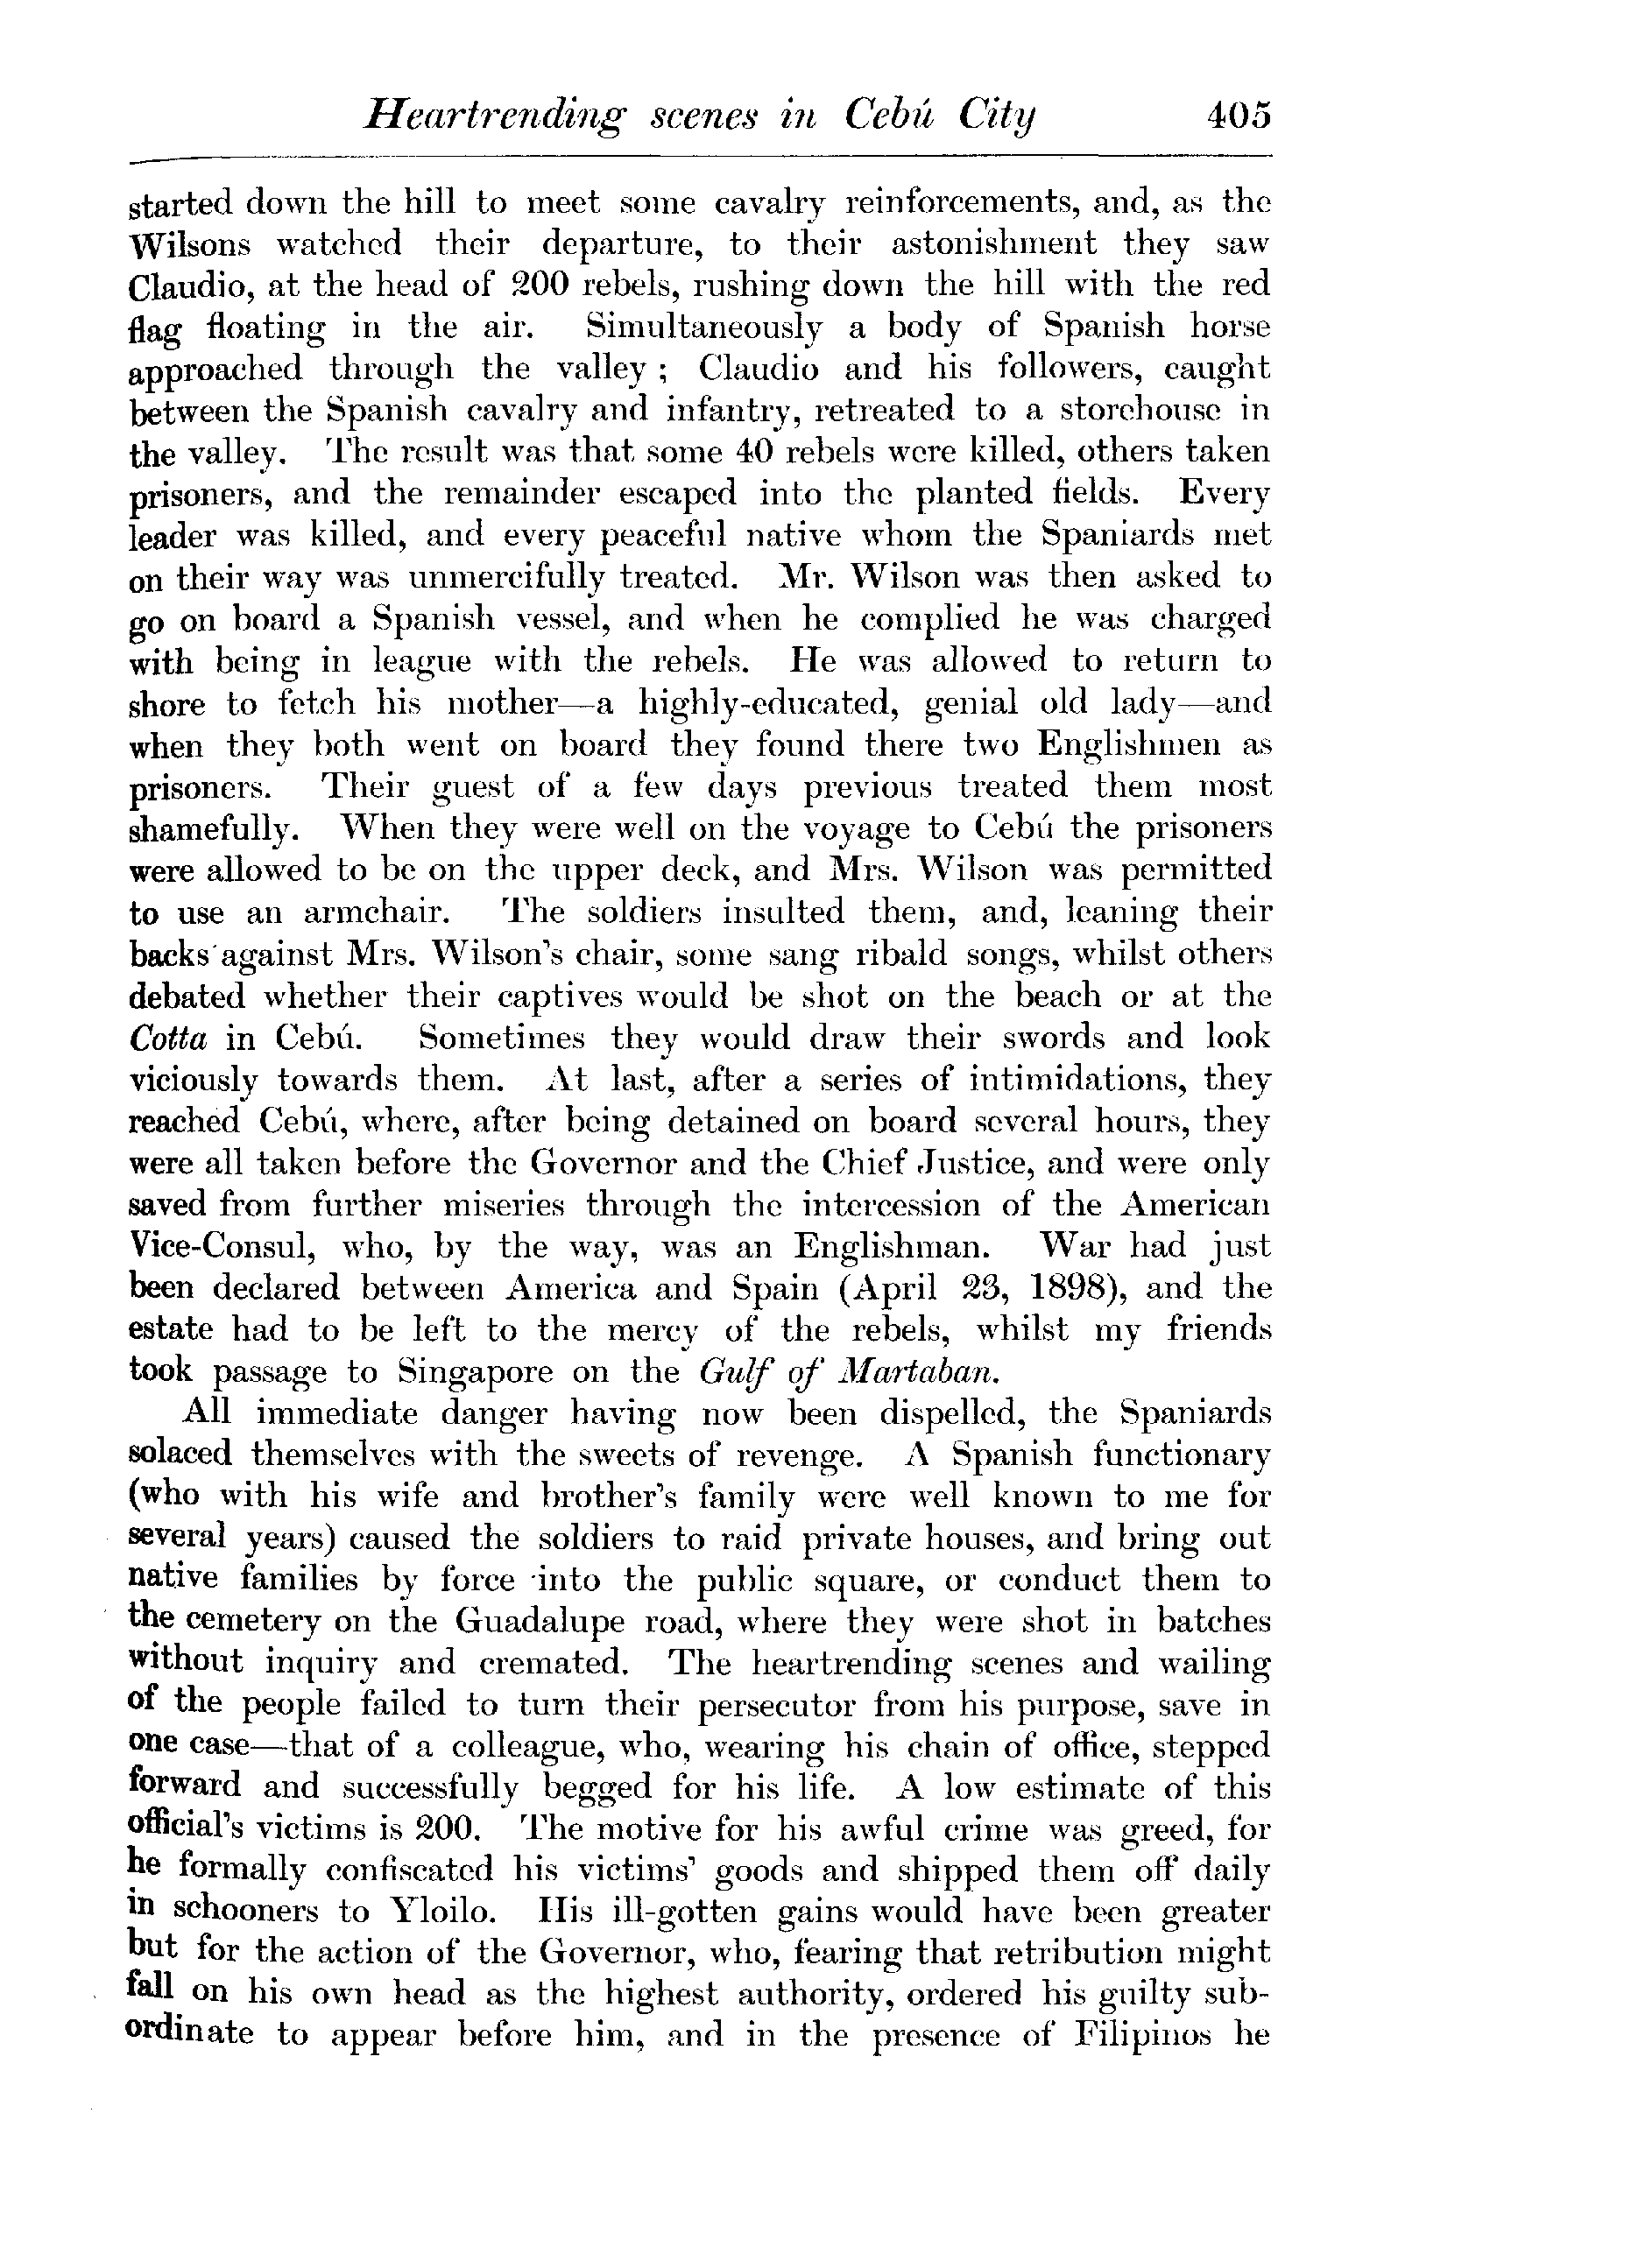 Heartrending scenes in Cebú City 405
started down the hill to meet some cavalry reinforcements, and, as the
Wilsons watched their departure, to their astonishment they saw
Claudio, at the head of 200 rebels, rushing down the hill with the red
flag floating in the air. Simultaneously a body of Spanish horse
approached through the valley ; Claudio and his followers, caught
between the Spanish cavalry and infantry, retreated to a storehouse in
the valley. The result was that some 40 rebels were killed, others taken
prisoners, and the remainder escaped into the planted fields. Every
leader was killed, and every peaceful native whom the Spaniards met
on their way was unmercifully treated. Mr. Wilson was then asked to
go on board a Spanish vessel, and when he complied he was charged
with being in league with the rebels. He was allowed to return to
shore to fetch his mother—a highly-educated, genial old lady—and
when they both went on board they found there two Englishmen as
prisoners. Their guest of a few days previous treated them most
shamefully. When they were well on the voyage to Cebú the prisoners
were allowed to be on the upper deck, and Mrs. Wilson was permitted
to use an armchair. The soldiers insulted them, and, leaning their
backs against Mrs. Wilson's chair, some sang ribald songs, whilst others
debated whether their captives would be shot on the beach or at the
Cotta in Cebú. Sometimes they would draw their swords and look
viciously towards them. At last, after a series of intimidations, they
reached Cebú, where, after being detained on board several hours, they
were all taken before the Governor and the Chief Justice, and were only
saved from further miseries through the intercession of the American
Vice-Consul, who, by the way, was an Englishman. War had just
been declared between America and Spain (April 23, 1898), and the
estate had to be left to the mercy of the rebels, whilst my friends
took passage to Singapore on the Gulf of Martaban.
All immediate danger having now been dispelled, the Spaniards
solaced themselves with the sweets of revenge. A Spanish functionary
(who with his wife and brother's family were well known to me for
several years) caused the soldiers to raid private houses, and bring out
native families by force into the public square, or conduct them to
the cemetery on the Guadalupe road, where they were shot in batches
without inquiry and cremated. The heartrending scenes and wailing
of the people failed to turn their persecutor from his purpose, save in
one case—that of a colleague, who, wearing his chain of office, stepped
forward and successfully begged for his life. A low estimate of this
official's victims is 200. The motive for his awful crime was greed, for
he formally confiscated his victims' goods and shipped them off daily
in schooners to Yloilo. His ill-gotten gains would have been greater
but for the action of the Governor, who, fearing that retribution might
fall on his own head as the highest authority, ordered his guilty sub-
ordinate to appear before him, and in the presence of Filipinos he